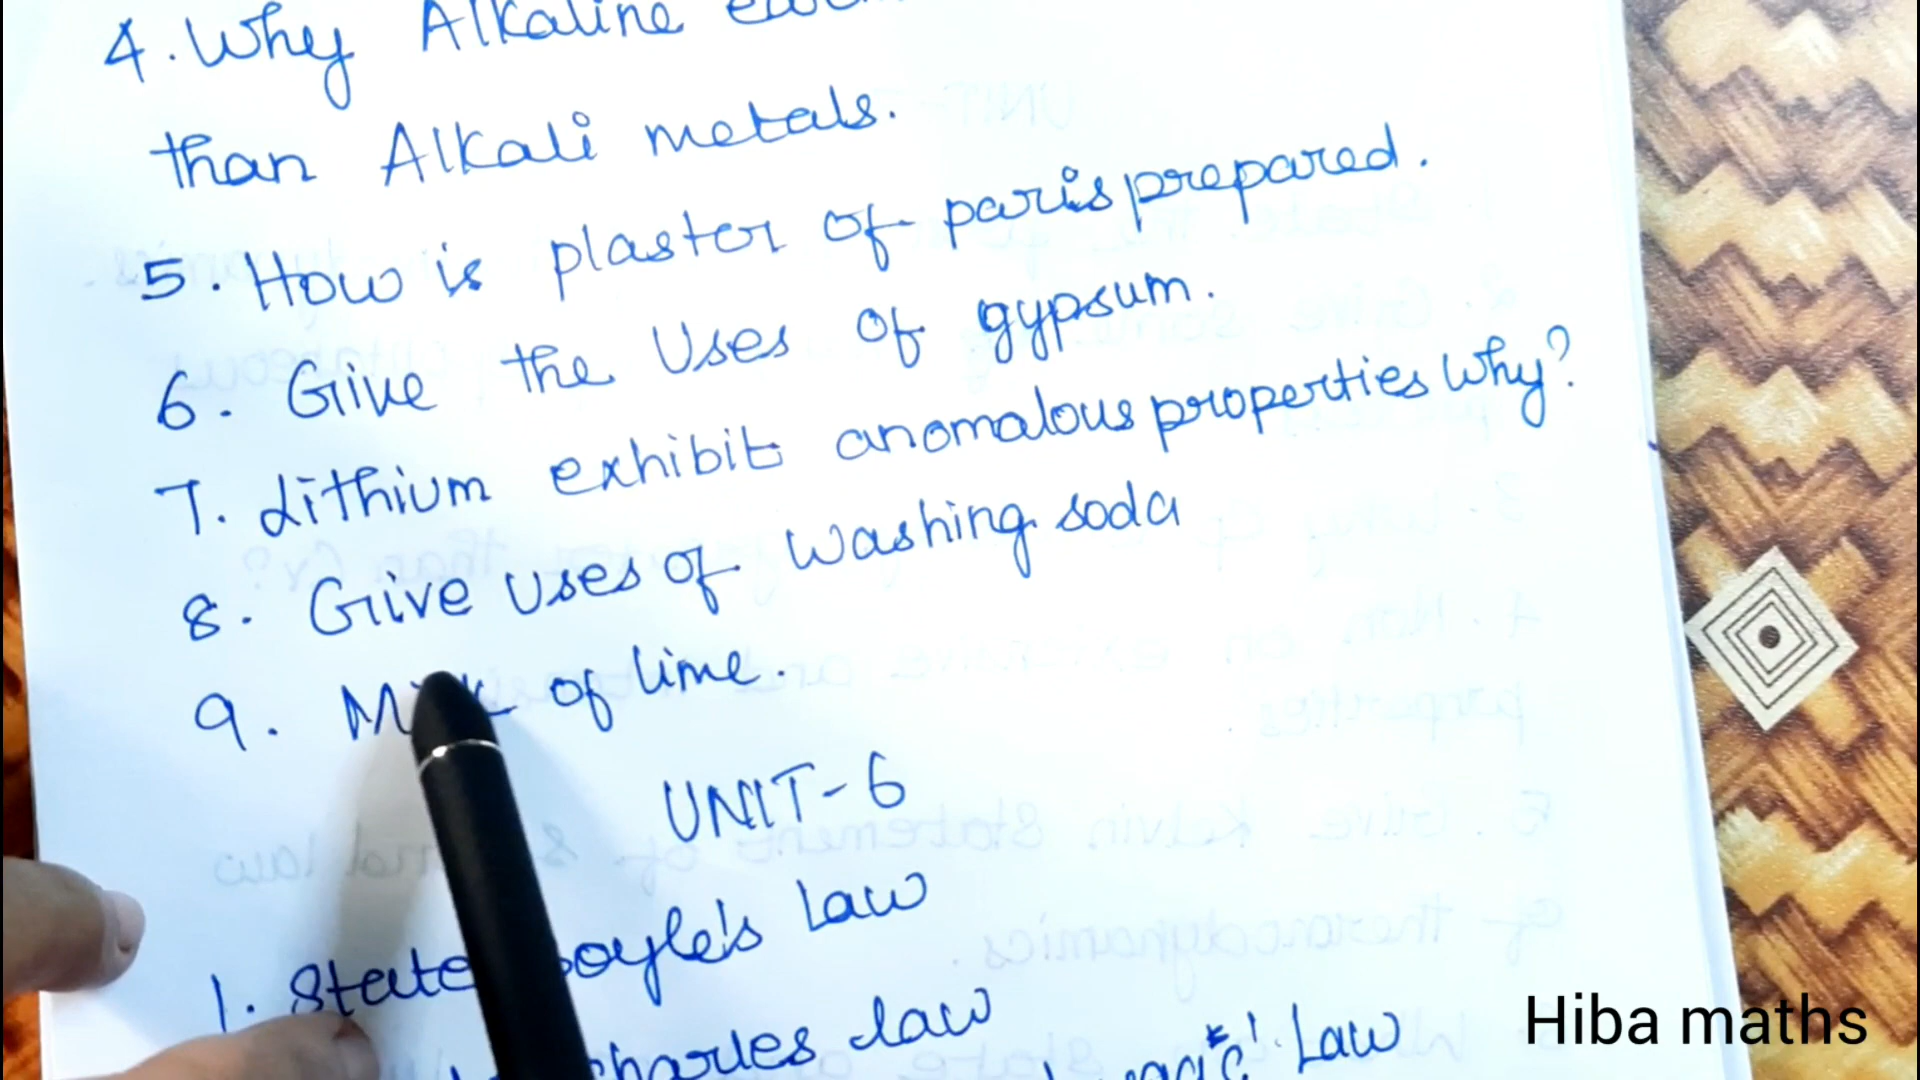 4. Why Alkaline
than Alkali metals.
5. How is plaster of paris prepared.
6. Give the Uses of gypsum.
7. Lithium exhibit anomalous properties Why?
8. Give uses of washing soda
9. of lime.
UNIT-6
1. State Boyle's Law
charles law
Law
Hiba maths